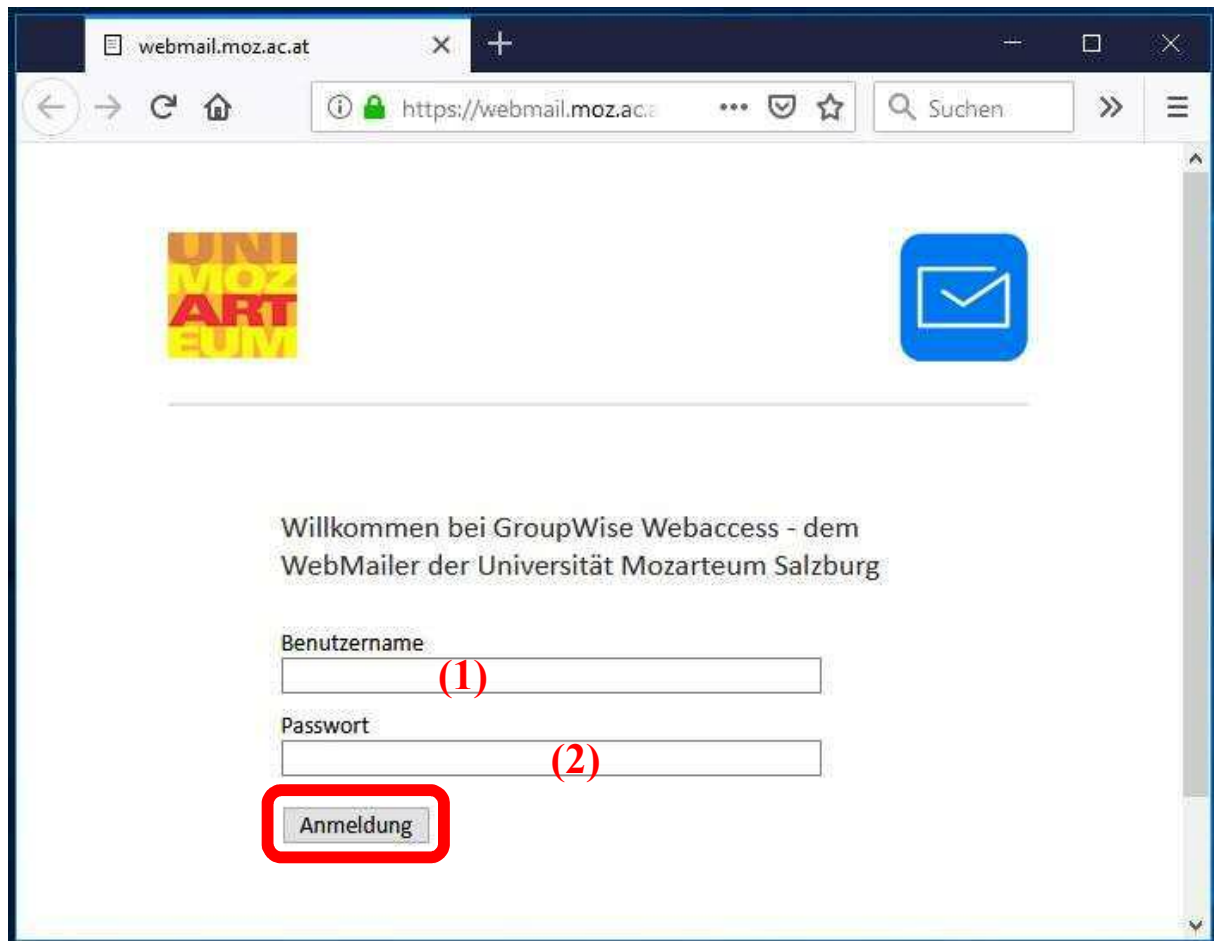 webmail.moz.ac.at
https://webmail.moz.ac.
Suchen
UNI
MOZ
ART
EUM
Willkommen bei GroupWise Webaccess - dem
WebMailer der Universität Mozarteum Salzburg
Benutzername
(1)
Passwort
(2)
Anmeldung